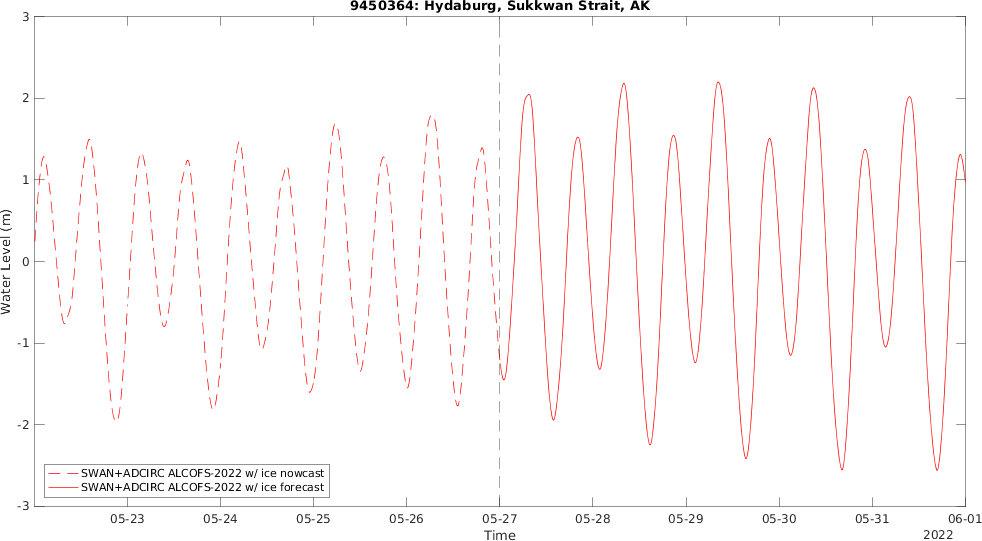 9450364: Hydaburg, Sukkwan Strait, AK
3
2
1
0
-1
-2
-3
Water Level (m)
SWAN+ADCIRC ALCOFS-2022 w/ ice nowcast
SWAN+ADCIRC ALCOFS-2022 w/ ice forecast
05-23 05-24 05-25 05-26 05-27 05-28 05-29 05-30 05-31 06-01
Time
2022